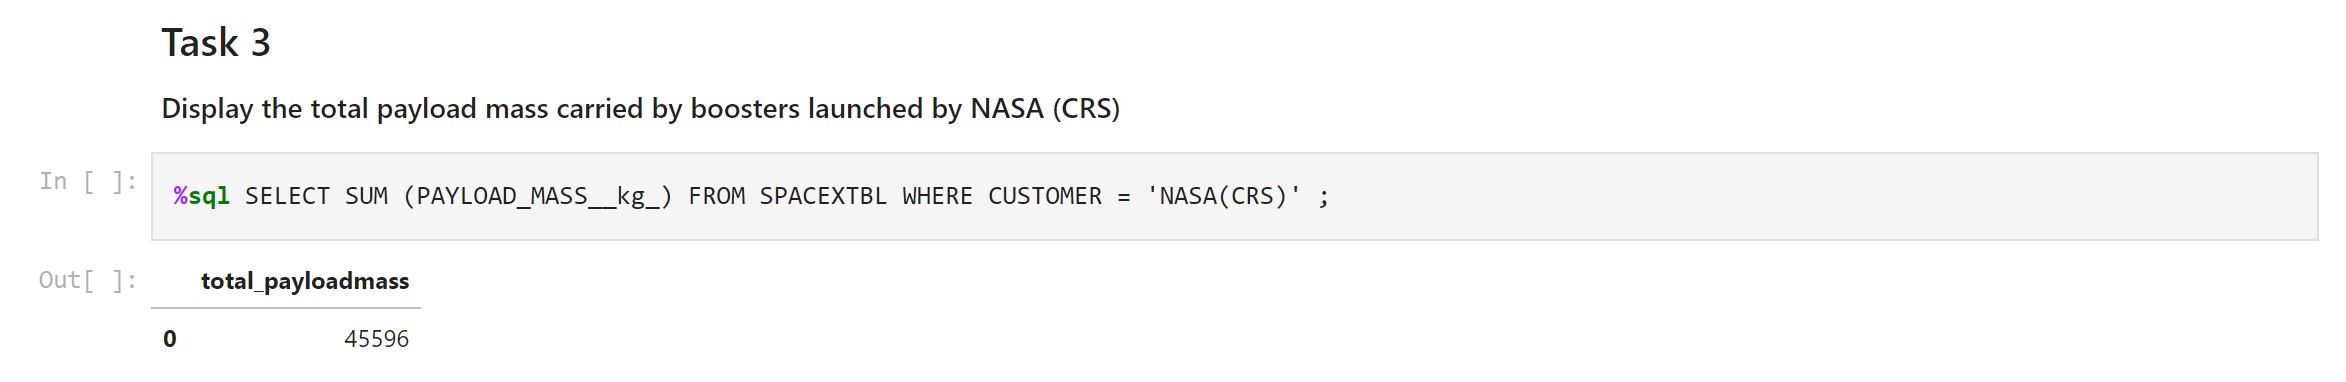 Task 3
Display the total payload mass carried by boosters launched by NASA (CRS)
In [ ]: %sql SELECT SUM (PAYLOAD_MASS__kg_) FROM SPACEXTBL WHERE CUSTOMER = 'NASA(CRS)' ;
Out[ ]: total_payloadmass
0 45596